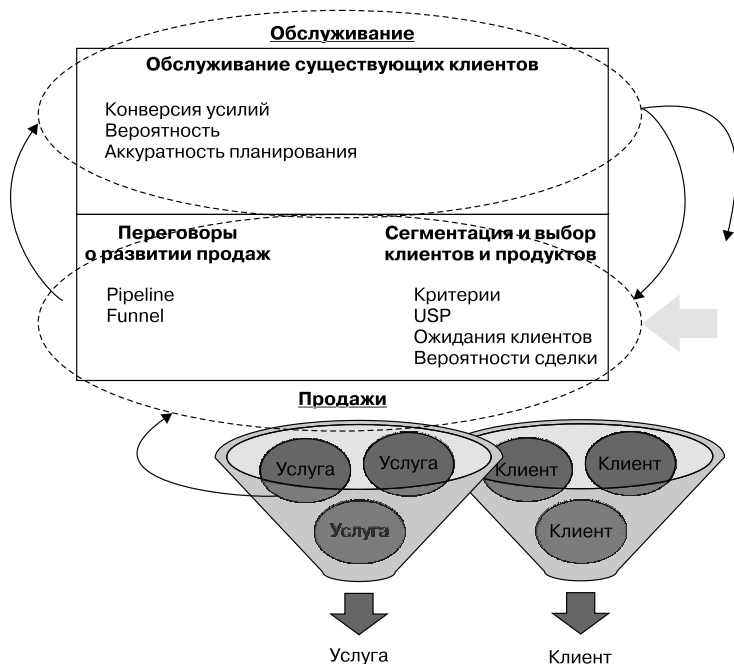 Обслуживание
Обслуживание существующих клиентов
Конверсия усилий
Вероятность
Аккуратность планирования
Переговоры
о развитии продаж
Pipeline
Funnel
Сегментация и выбор
клиентов и продуктов
Критерии
USP
Ожидания клиентов
Вероятности сделки
Продажи
Услуга
Услуга
Услуга
Клиент
Клиент
Клиент
Услуга
Клиент